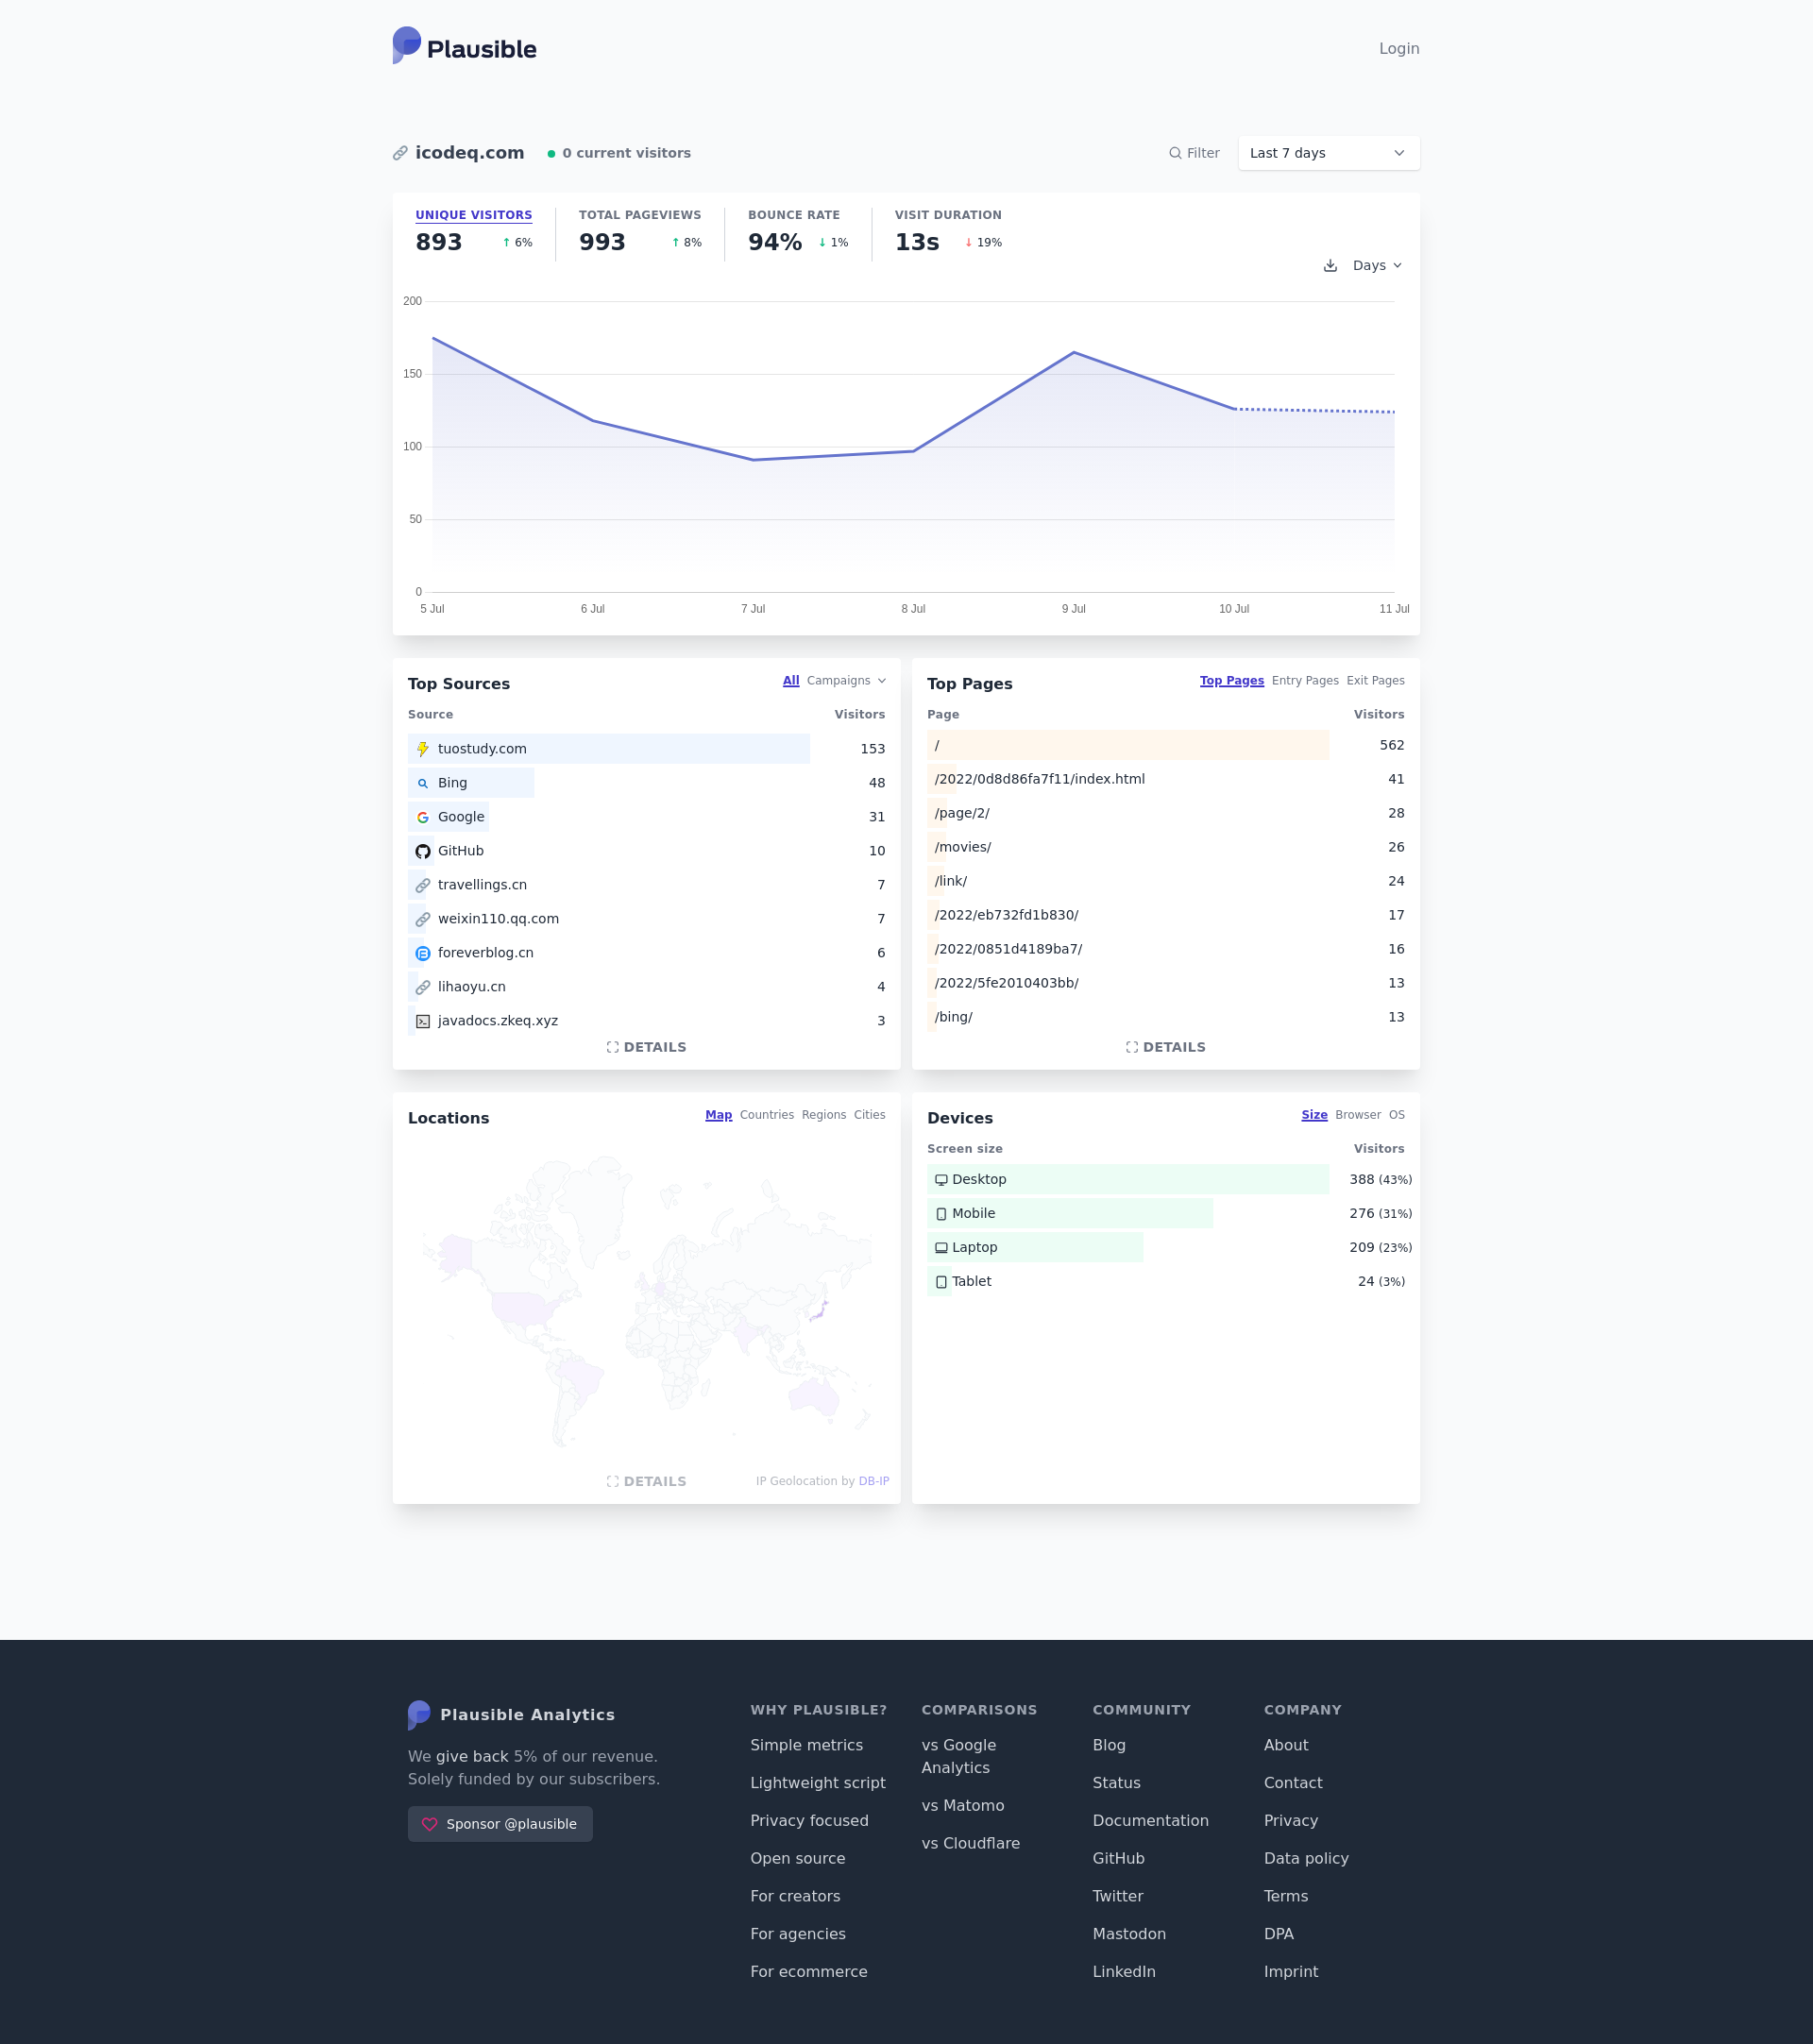 Plausible
Login
icodeq.com
0 current visitors
Filter
Last 7 days
UNIQUE VISITORS
893
↑ 6%
TOTAL PAGEVIEWS
993
↑ 8%
BOUNCE RATE
94%
↓ 1%
VISIT DURATION
13s
↓ 19%
Days
200
150
100
50
0
5 Jul
6 Jul
7 Jul
8 Jul
9 Jul
10 Jul
11 Jul
Top Sources
All Campaigns
Source Visitors
tuostudy.com 153
Bing 48
Google 31
GitHub 10
travellings.cn 7
weixin110.qq.com 7
foreverblog.cn 6
lihaoyu.cn 4
javadocs.zkeq.xyz 3
DETAILS
Top Pages
Top Pages Entry Pages Exit Pages
Page Visitors
/ 562
/2022/0d8d86fa7f11/index.html 41
/page/2/ 28
/movies/ 26
/link/ 24
/2022/eb732fd1b830/ 17
/2022/0851d4189ba7/ 16
/2022/5fe2010403bb/ 13
/bing/ 13
DETAILS
Locations
Map Countries Regions Cities
DETAILS
IP Geolocation by DB-IP
Devices
Size Browser OS
Screen size Visitors
Desktop 388 (43%)
Mobile 276 (31%)
Laptop 209 (23%)
Tablet 24 (3%)
Plausible Analytics
We give back 5% of our revenue.
Solely funded by our subscribers.
Sponsor @plausible
WHY PLAUSIBLE?
Simple metrics
Lightweight script
Privacy focused
Open source
For creators
For agencies
For ecommerce
COMPARISONS
vs Google
Analytics
vs Matomo
vs Cloudflare
COMMUNITY
Blog
Status
Documentation
GitHub
Twitter
Mastodon
LinkedIn
COMPANY
About
Contact
Privacy
Data policy
Terms
DPA
Imprint